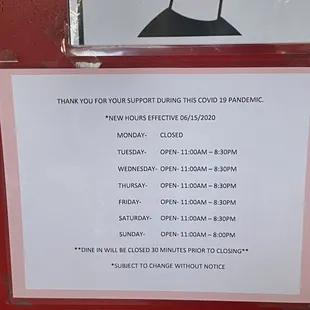 THANK YOU FOR YOUR SUPPORT DURING THIS COVID 19 PANDEMIC.
*NEW HOURS EFFECTIVE 06/15/2020
MONDAY- CLOSED
TUESDAY- OPEN- 11:00AM – 8:30PM
WEDNESDAY- OPEN- 11:00AM – 8:30PM
THURSAY- OPEN- 11:00AM – 8:30PM
FRIDAY- OPEN- 11:00AM – 8:30PM
SATURDAY- OPEN- 11:00AM – 8:30PM
SUNDAY- OPEN- 11:00AM – 8:00PM
**DINE IN WILL BE CLOSED 30 MINUTES PRIOR TO CLOSING**
*SUBJECT TO CHANGE WITHOUT NOTICE